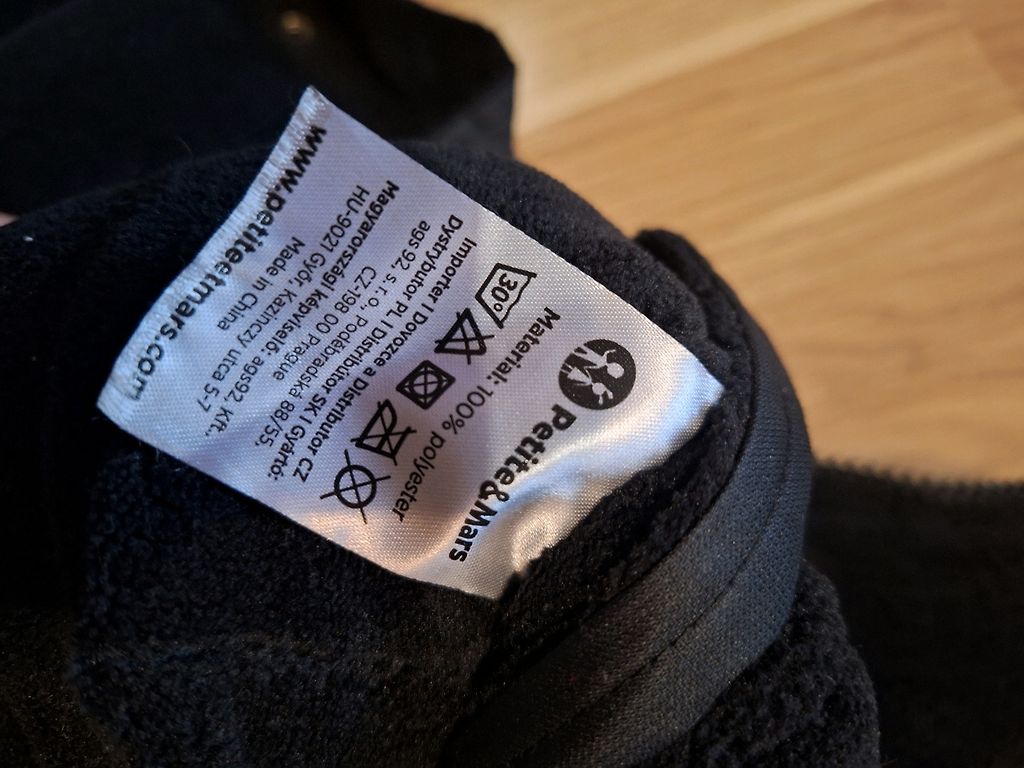 Petite&Mars
Material: 100% polyester
30°
Importer | Dovozce a Distributor CZ
Dystrybutor PL | Distribútor SK | Gyártó:
ags 92, s. r. o., Poděbradská 88/55,
CZ-198 00 Prague
Magyarországi képviselő: ags92 Kft.,
HU-9021 Győr, Kazinczy utca 5-7
Made in China
www.petiteetmars.com